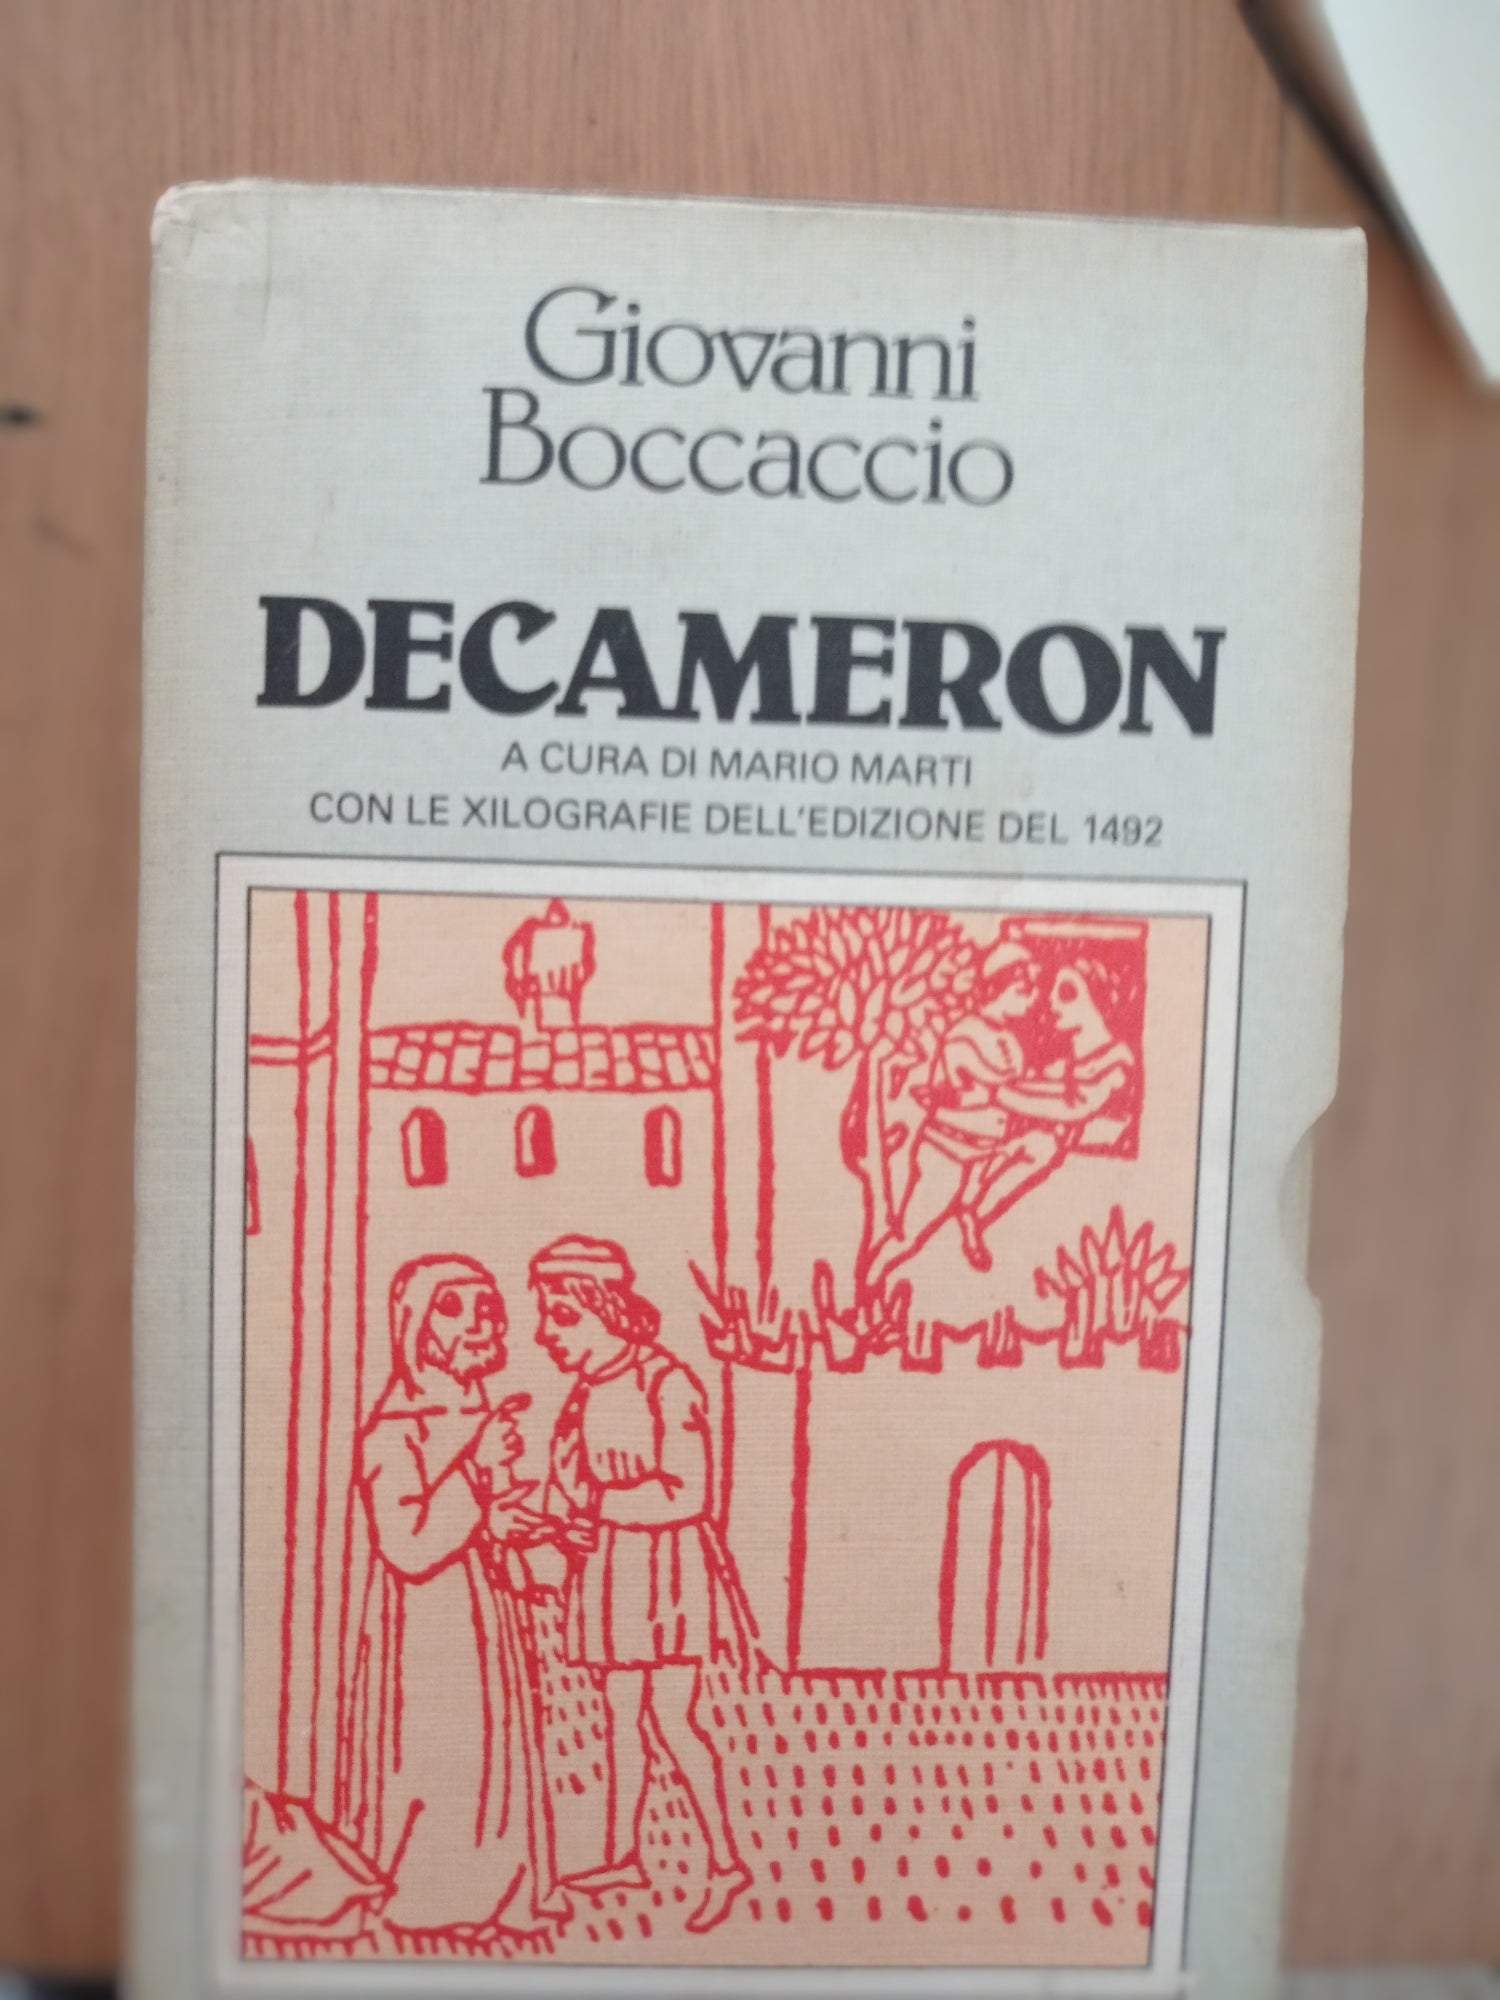 Giovanni
Boccaccio
DECAMERON
A CURA DI MARIO MARTI
CON LE XILOGRAFIE DELL'EDIZIONE DEL 1492